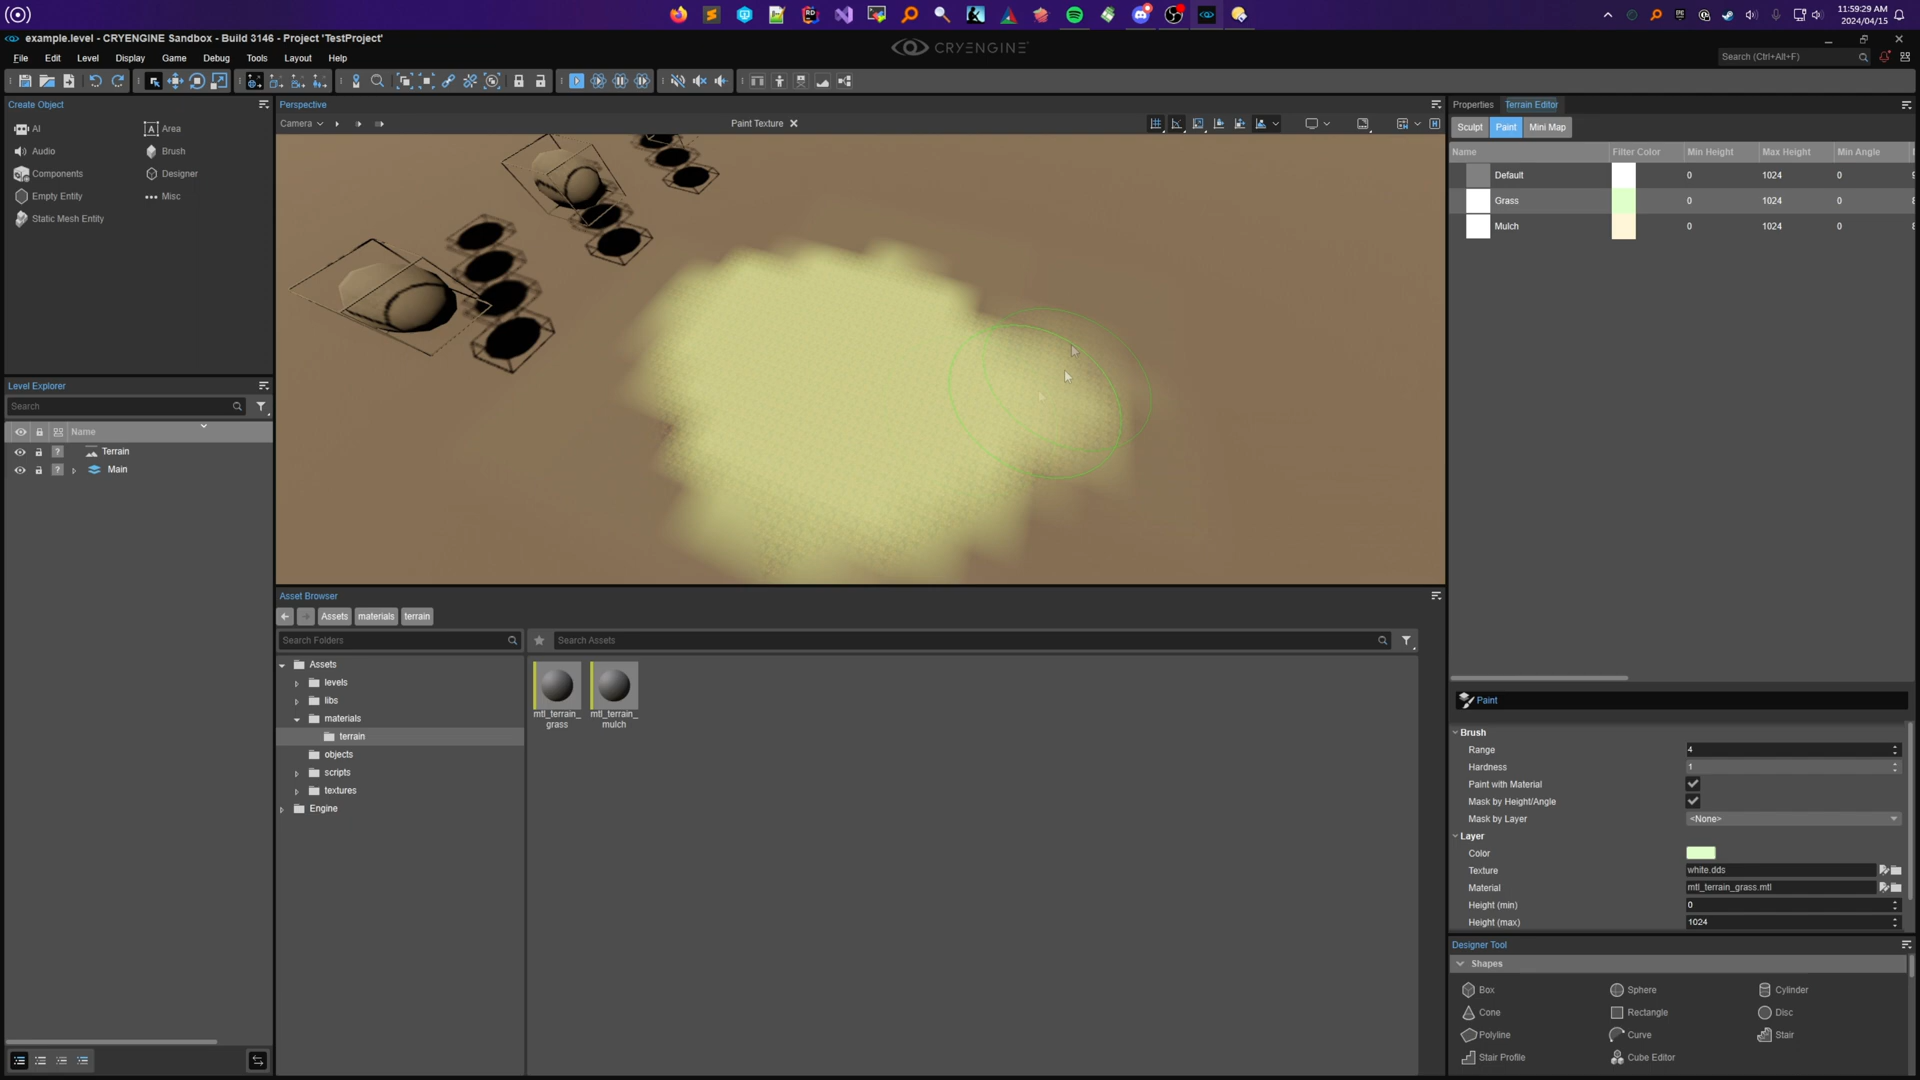 11:59:29 AM
2024/04/15
example.level - CRYENGINE Sandbox - Build 3146 - Project 'TestProject'
CRYENGINE
File Edit Level Display Game Debug Tools Layout Help
Search (Ctrl+Alt+F)
Create Object
AI
Area
Audio
Brush
Components
Designer
Empty Entity
Misc
Static Mesh Entity
Level Explorer
Search
Name
Terrain
Main
Perspective
Camera
Paint Texture
Asset Browser
Assets materials terrain
Search Folders
Search Assets
Assets
levels
libs
materials
terrain
objects
scripts
textures
Engine
mtl_terrain_
grass
mtl_terrain_
mulch
Properties Terrain Editor
Sculpt Paint Mini Map
Name Filter Color Min Height Max Height Min Angle
Default 0 1024 0
Grass 0 1024 0
Mulch 0 1024 0
Paint
Brush
Range 4
Hardness 1
Paint with Material
Mask by Height/Angle
Mask by Layer <None>
Layer
Color
Texture white.dds
Material mtl_terrain_grass.mtl
Height (min) 0
Height (max) 1024
Designer Tool
Shapes
Box Sphere Cylinder
Cone Rectangle Disc
Polyline Curve Stair
Stair Profile Cube Editor